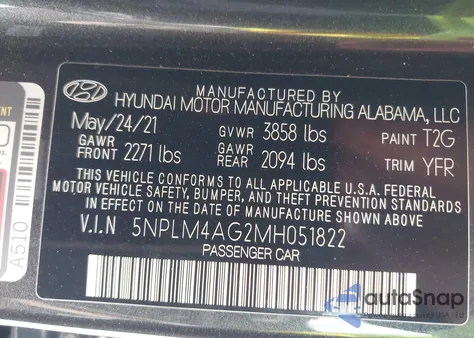 MANUFACTURED BY
HYUNDAI MOTOR MANUFACTURING ALABAMA, LLC
May/24/21 GVWR 3858 lbs PAINT T2G
GAWR FRONT 2271 lbs GAWR REAR 2094 lbs TRIM YFR
THIS VEHICLE CONFORMS TO ALL APPLICABLE U.S.A. FEDERAL
MOTOR VEHICLE SAFETY, BUMPER, AND THEFT PREVENTION STANDARDS
IN EFFECT ON THE DATE OF MANUFACTURE SHOWN ABOVE.
V.I.N 5NPLM4AG2MH051822
PASSENGER CAR
A510
autoSnap